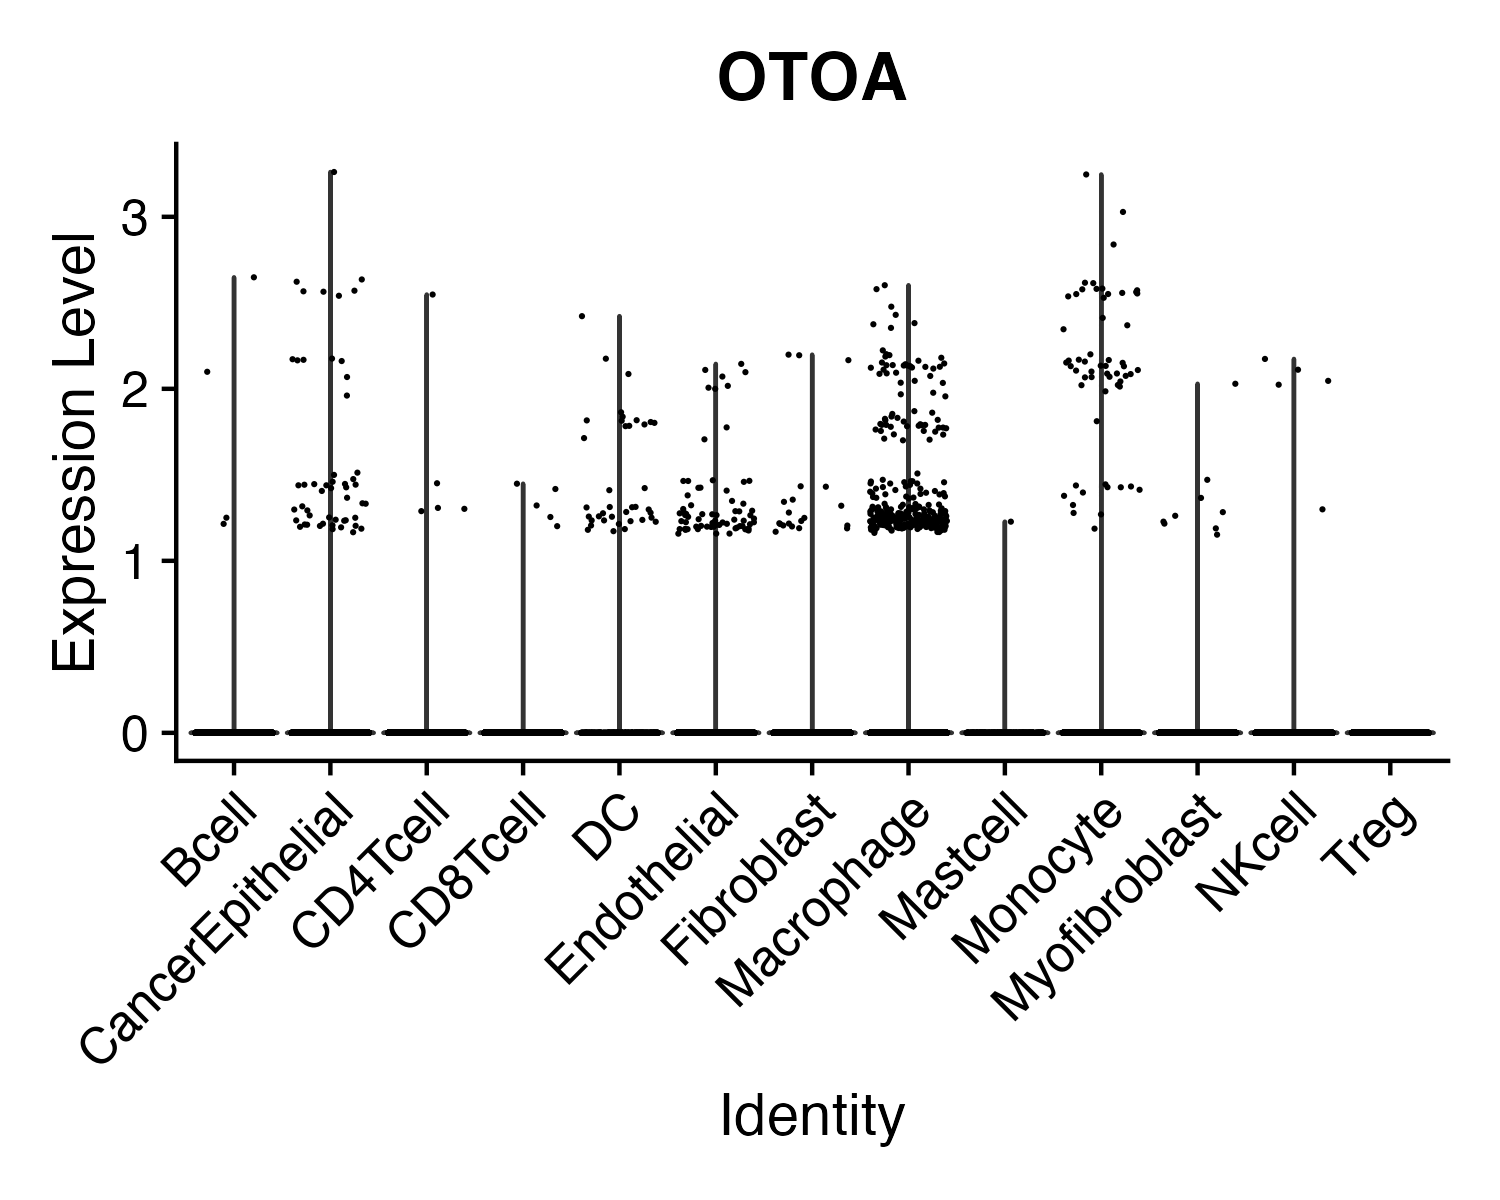 OTOA
Expression Level
3
2
1
0
Bcell
CancerEpithelial
CD4Tcell
CD8Tcell
DC
Endothelial
Fibroblast
Macrophage
Mastcell
Monocyte
Myofibroblast
NKcell
Treg
Identity